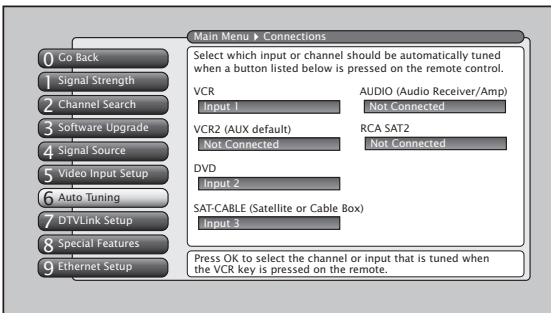 Main Menu ▶ Connections
0 Go Back
1 Signal Strength
2 Channel Search
3 Software Upgrade
4 Signal Source
5 Video Input Setup
6 Auto Tuning
7 DTVLink Setup
8 Special Features
9 Ethernet Setup
Select which input or channel should be automatically tuned
when a button listed below is pressed on the remote control.
VCR
Input 1
VCR2 (AUX default)
Not Connected
DVD
Input 2
SAT-CABLE (Satellite or Cable Box)
Input 3
AUDIO (Audio Receiver/Amp)
Not Connected
RCA SAT2
Not Connected
Press OK to select the channel or input that is tuned when
the VCR key is pressed on the remote.